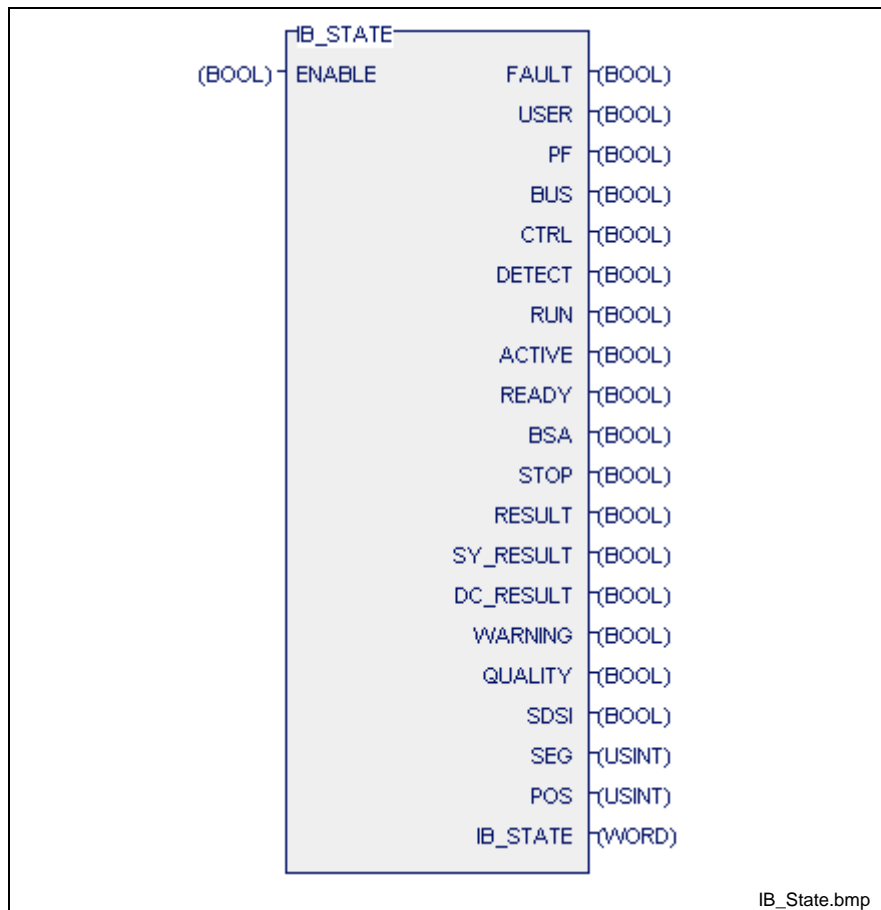 IB_STATE
(BOOL) ENABLE FAULT (BOOL)
USER (BOOL)
PF (BOOL)
BUS (BOOL)
CTRL (BOOL)
DETECT (BOOL)
RUN (BOOL)
ACTIVE (BOOL)
READY (BOOL)
BSA (BOOL)
STOP (BOOL)
RESULT (BOOL)
SY_RESULT (BOOL)
DC_RESULT (BOOL)
WARNING (BOOL)
QUALITY (BOOL)
SDSI (BOOL)
SEG (USINT)
POS (USINT)
IB_STATE (WORD)
IB_State.bmp